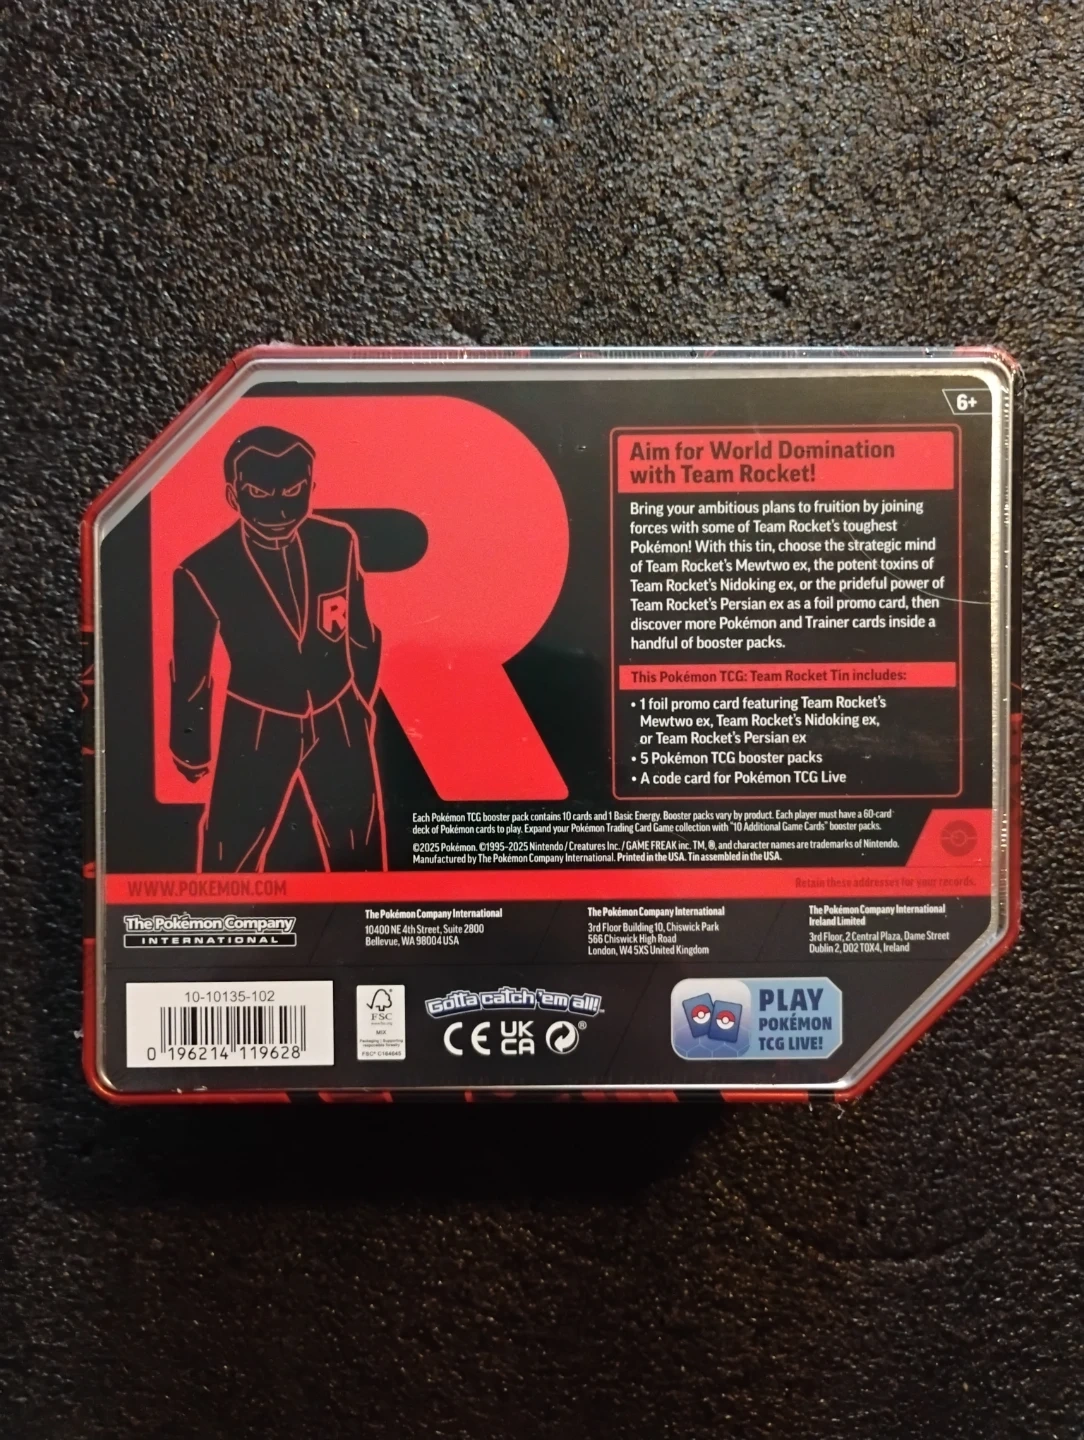 6+
Aim for World Domination
with Team Rocket!
Bring your ambitious plans to fruition by joining
forces with some of Team Rocket's toughest
Pokémon! With this tin, choose the strategic mind
of Team Rocket's Mewtwo ex, the potent toxins of
Team Rocket's Nidoking ex, or the prideful power of
Team Rocket's Persian ex as a foil promo card, then
discover more Pokémon and Trainer cards inside a
handful of booster packs.
This Pokémon TCG: Team Rocket Tin includes:
• 1 foil promo card featuring Team Rocket's
Mewtwo ex, Team Rocket's Nidoking ex,
or Team Rocket's Persian ex
• 5 Pokémon TCG booster packs
• A code card for Pokémon TCG Live
R
Each Pokémon TCG booster pack contains 10 cards and 1 Basic Energy. Booster packs vary by product. Each player must have a 60-card
deck of Pokémon cards to play. Expand your Pokémon Trading Card Game collection with "10 Additional Game Cards" booster packs.
©2025 Pokémon. ©1995-2025 Nintendo / Creatures Inc. / GAME FREAK inc. TM, ®, and character names are trademarks of Nintendo.
Manufactured by The Pokémon Company International. Printed in the USA. Tin assembled in the USA.
WWW.POKEMON.COM
Retain these addresses for your records.
The Pokémon Company
INTERNATIONAL
The Pokémon Company International
10400 NE 4th Street, Suite 2800
Bellevue, WA 98004 USA
The Pokémon Company International
3rd Floor Building 10, Chiswick Park
566 Chiswick High Road
London, W4 5XS United Kingdom
The Pokémon Company International
Ireland Limited
3rd Floor, 2 Central Plaza, Dame Street
Dublin 2, D02 T0X4, Ireland
10-10135-102
0 196214 119628
FSC
www.fsc.org
MIX
Packaging | Supporting
responsible forestry
FSC® C184645
Gotta catch 'em all!™
CE UK
CA ®
PLAY
POKÉMON
TCG LIVE!